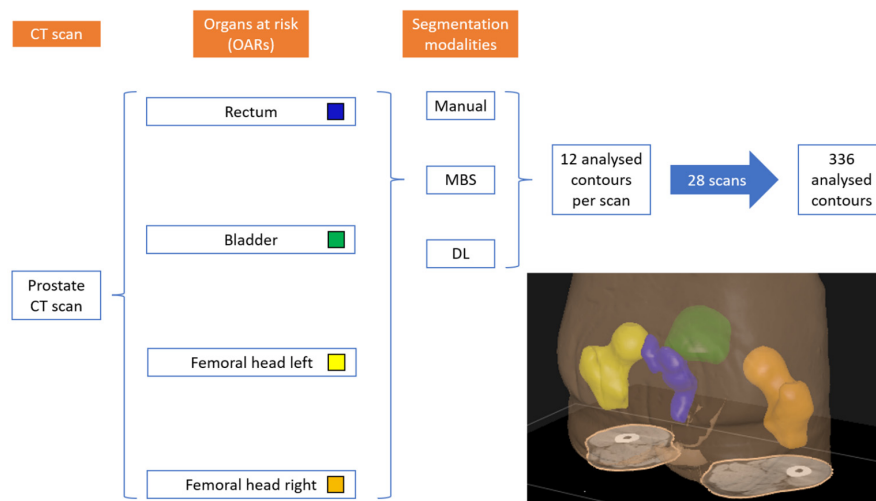 CT scan
Organs at risk
(OARs)
Segmentation
modalities
Prostate
CT scan
Rectum
Bladder
Femoral head left
Femoral head right
Manual
MBS
DL
12 analysed
contours
per scan
28 scans
336
analysed
contours